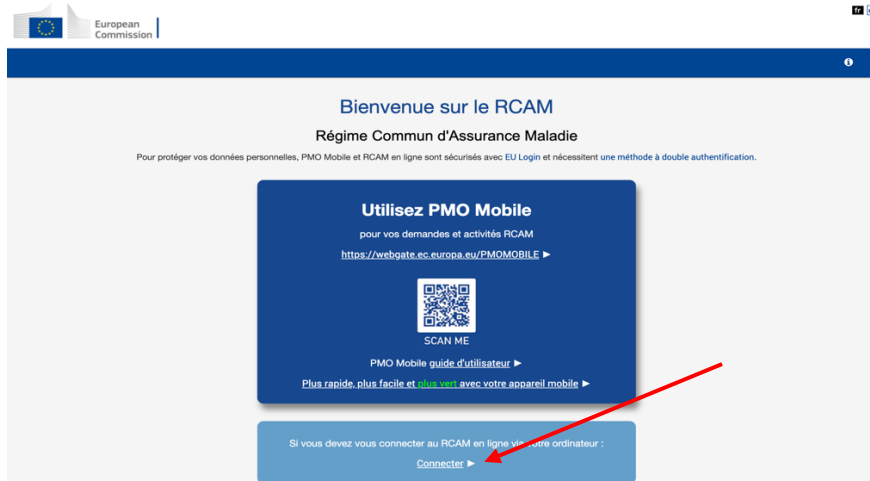 European
Commission
fr
Bienvenue sur le RCAM
Régime Commun d'Assurance Maladie
Pour protéger vos données personnelles, PMO Mobile et RCAM en ligne sont sécurisés avec EU Login et nécessitent une méthode à double authentification.
Utilisez PMO Mobile
pour vos demandes et activités RCAM
https://webgate.ec.europa.eu/PMOMOBILE ►
SCAN ME
PMO Mobile guide d'utilisateur ►
Plus rapide, plus facile et plus vert avec votre appareil mobile ►
Si vous devez vous connecter au RCAM en ligne via votre ordinateur :
Connecter ►